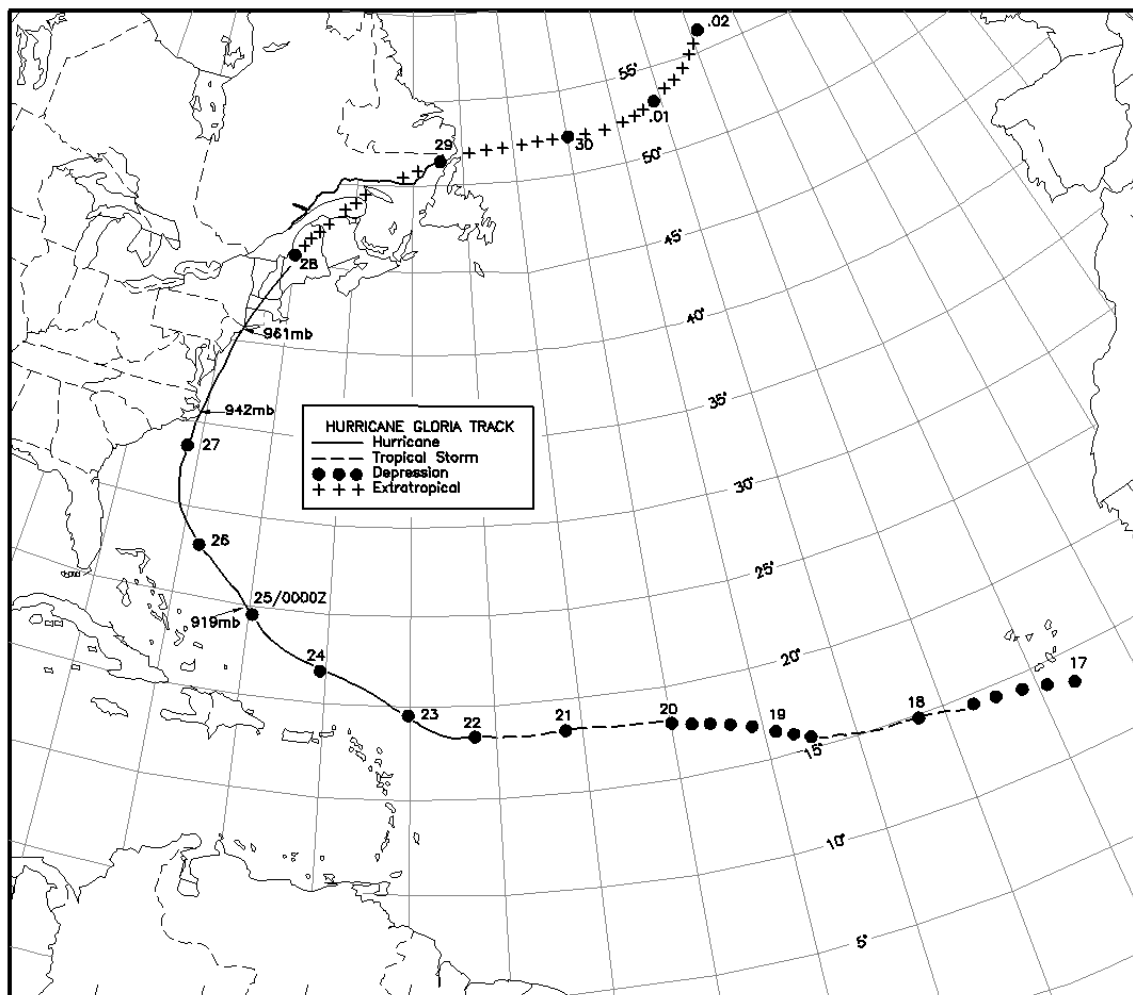 .02
55°
.01
29
30
50°
45°
28
961mb
40°
942mb
35°
27
HURRICANE GLORIA TRACK
Hurricane
Tropical Storm
Depression
Extratropical
30°
26
25°
25/0000Z
919mb
24
20°
17
23
22
21
20
19
18
15°
10°
5°